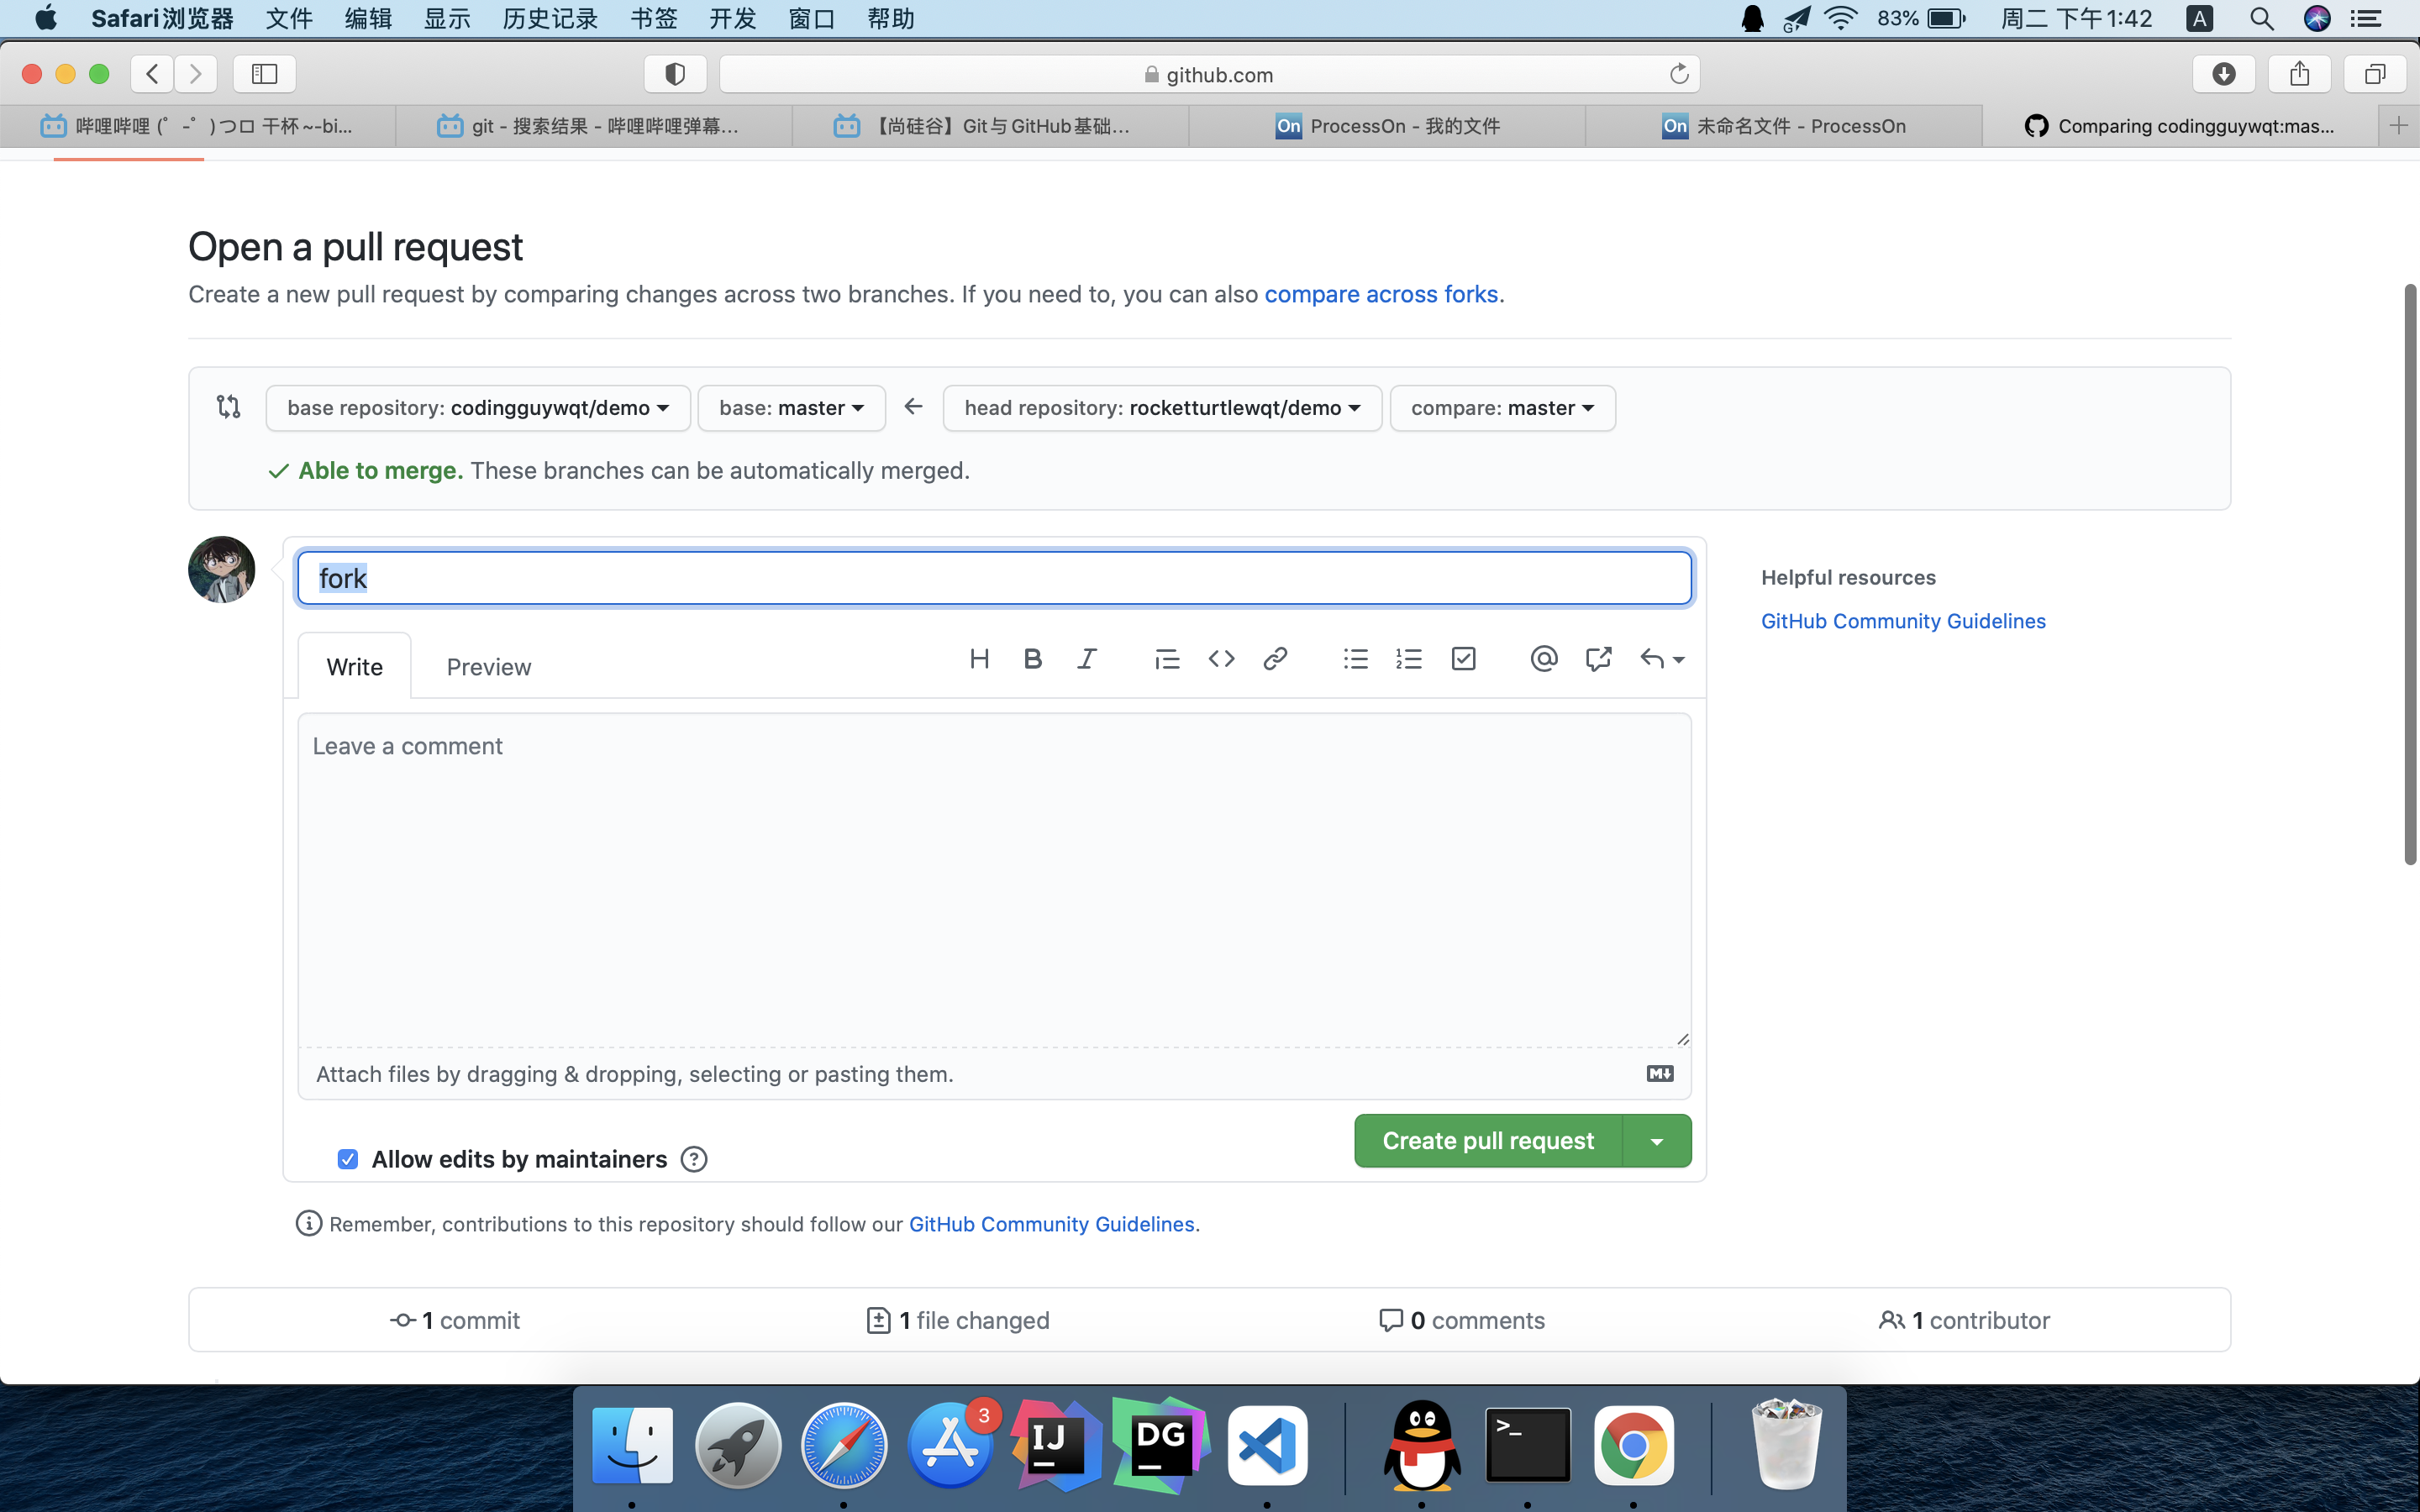 Safari浏览器 文件 编辑 显示 历史记录 书签 开发 窗口 帮助 83% 周二 下午1:42 A
github.com
哔哩哔哩 (゜-゜)つロ 干杯~-bi... git - 搜索结果 - 哔哩哔哩弹幕... 【尚硅谷】Git与GitHub基础... On ProcessOn - 我的文件 On 未命名文件 - ProcessOn Comparing codingguywqt:mas...
Open a pull request
Create a new pull request by comparing changes across two branches. If you need to, you can also compare across forks.
base repository: codingguywqt/demo base: master ← head repository: rocketturtlewqt/demo compare: master
Able to merge. These branches can be automatically merged.
fork
Helpful resources
GitHub Community Guidelines
Write Preview
Leave a comment
Attach files by dragging & dropping, selecting or pasting them.
Create pull request
Allow edits by maintainers
Remember, contributions to this repository should follow our GitHub Community Guidelines.
1 commit 1 file changed 0 comments 1 contributor
3
IJ DG >_